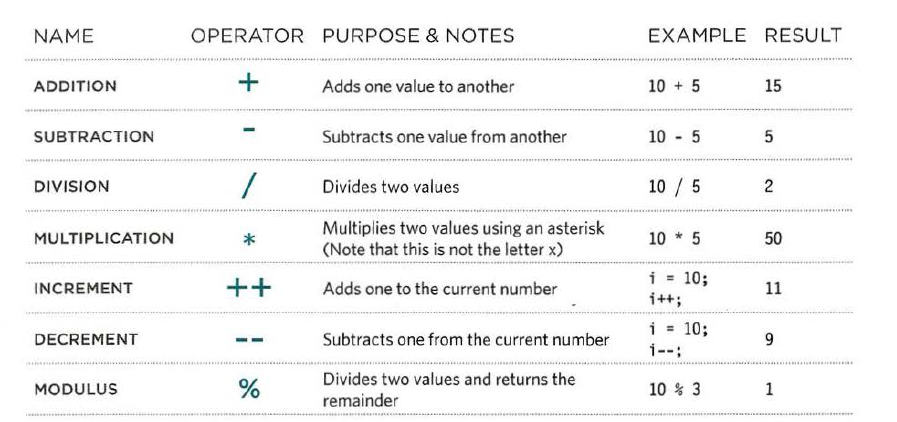 NAME OPERATOR PURPOSE & NOTES EXAMPLE RESULT
ADDITION + Adds one value to another 10 + 5 15
SUBTRACTION - Subtracts one value from another 10 - 5 5
DIVISION / Divides two values 10 / 5 2
MULTIPLICATION * Multiplies two values using an asterisk
(Note that this is not the letter x) 10 * 5 50
INCREMENT ++ Adds one to the current number i = 10;
i++; 11
DECREMENT -- Subtracts one from the current number i = 10;
i--; 9
MODULUS % Divides two values and returns the
remainder 10 % 3 1